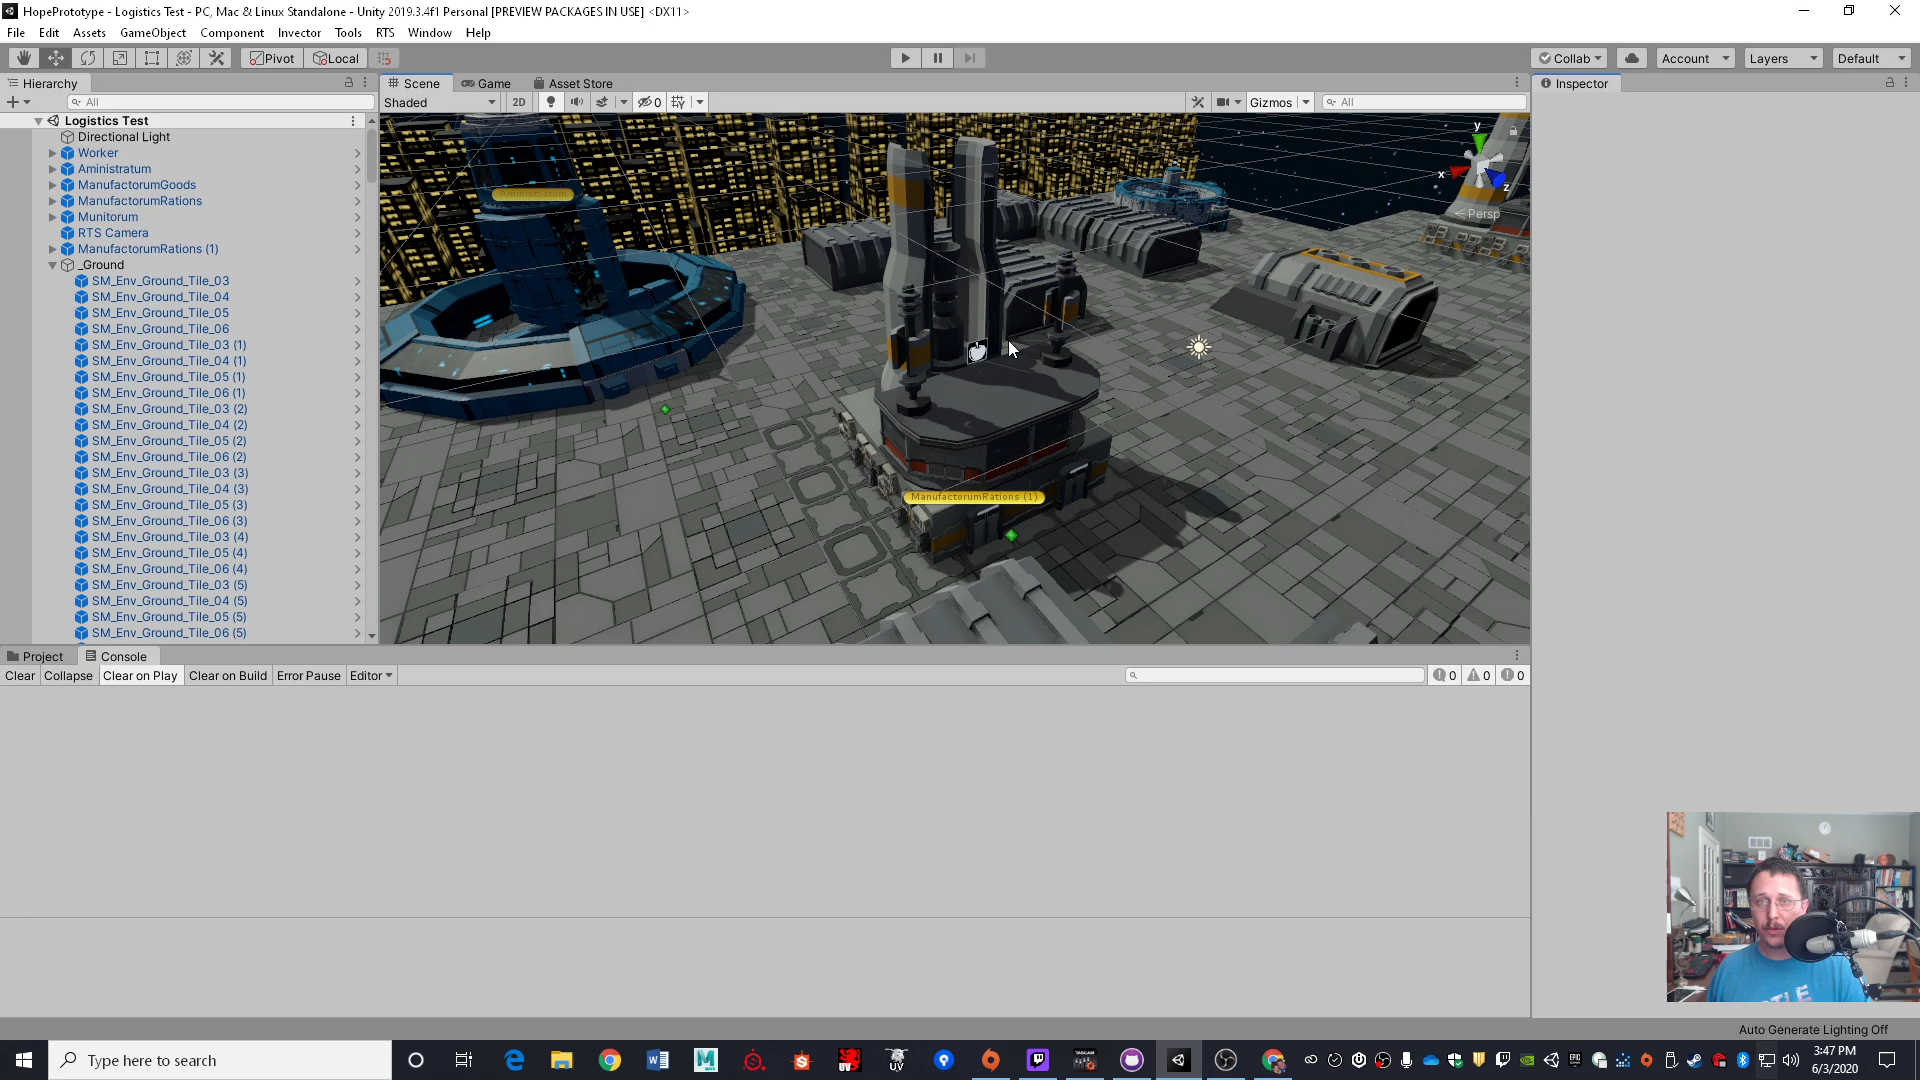 HopePrototype - Logistics Test - PC, Mac & Linux Standalone - Unity 2019.3.4f1 Personal [PREVIEW PACKAGES IN USE] <DX11>
File Edit Assets GameObject Component Invector Tools RTS Window Help
Pivot Local Collab Account Layers Default
Hierarchy Scene Game Asset Store Inspector
All Shaded 2D 0 Gizmos All
Logistics Test
Directional Light
Worker
Aministratum
ManufactorumGoods
ManufactorumRations
Munitorum
RTS Camera
ManufactorumRations (1)
_Ground
SM_Env_Ground_Tile_03
SM_Env_Ground_Tile_04
SM_Env_Ground_Tile_05
SM_Env_Ground_Tile_06
SM_Env_Ground_Tile_03 (1)
SM_Env_Ground_Tile_04 (1)
SM_Env_Ground_Tile_05 (1)
SM_Env_Ground_Tile_06 (1)
SM_Env_Ground_Tile_03 (2)
SM_Env_Ground_Tile_04 (2)
SM_Env_Ground_Tile_05 (2)
SM_Env_Ground_Tile_06 (2)
SM_Env_Ground_Tile_03 (3)
SM_Env_Ground_Tile_04 (3)
SM_Env_Ground_Tile_05 (3)
SM_Env_Ground_Tile_06 (3)
SM_Env_Ground_Tile_03 (4)
SM_Env_Ground_Tile_05 (4)
SM_Env_Ground_Tile_06 (4)
SM_Env_Ground_Tile_03 (5)
SM_Env_Ground_Tile_04 (5)
SM_Env_Ground_Tile_05 (5)
SM_Env_Ground_Tile_06 (5)
Aministratum
y
x
z
Persp
ManufactorumRations (1)
Project Console
Clear Collapse Clear on Play Clear on Build Error Pause Editor 0 0 0
Auto Generate Lighting Off
Type here to search
3:47 PM
6/3/2020